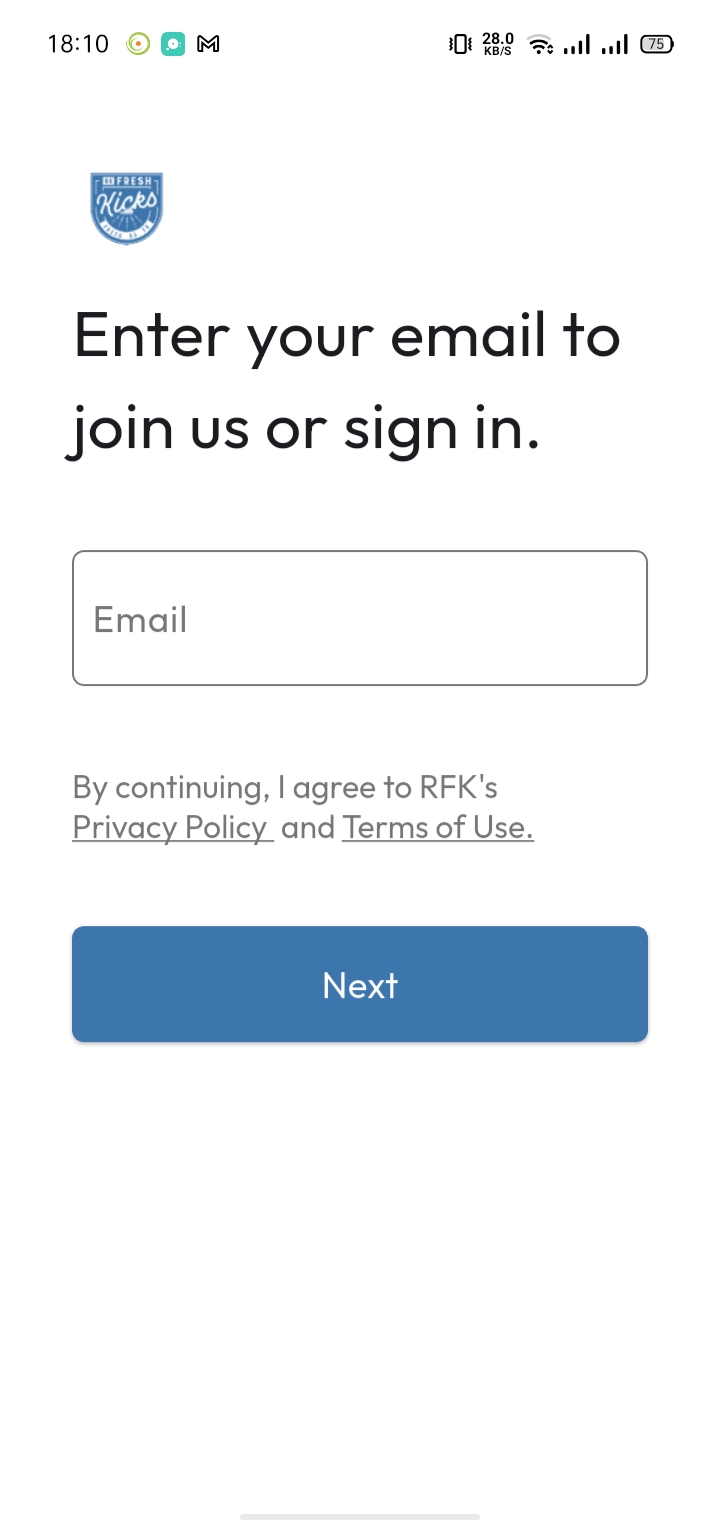 18:10
28.0
KB/S
75
FRESH
Kicks
Enter your email to
join us or sign in.
Email
By continuing, I agree to RFK's
Privacy Policy and Terms of Use.
Next